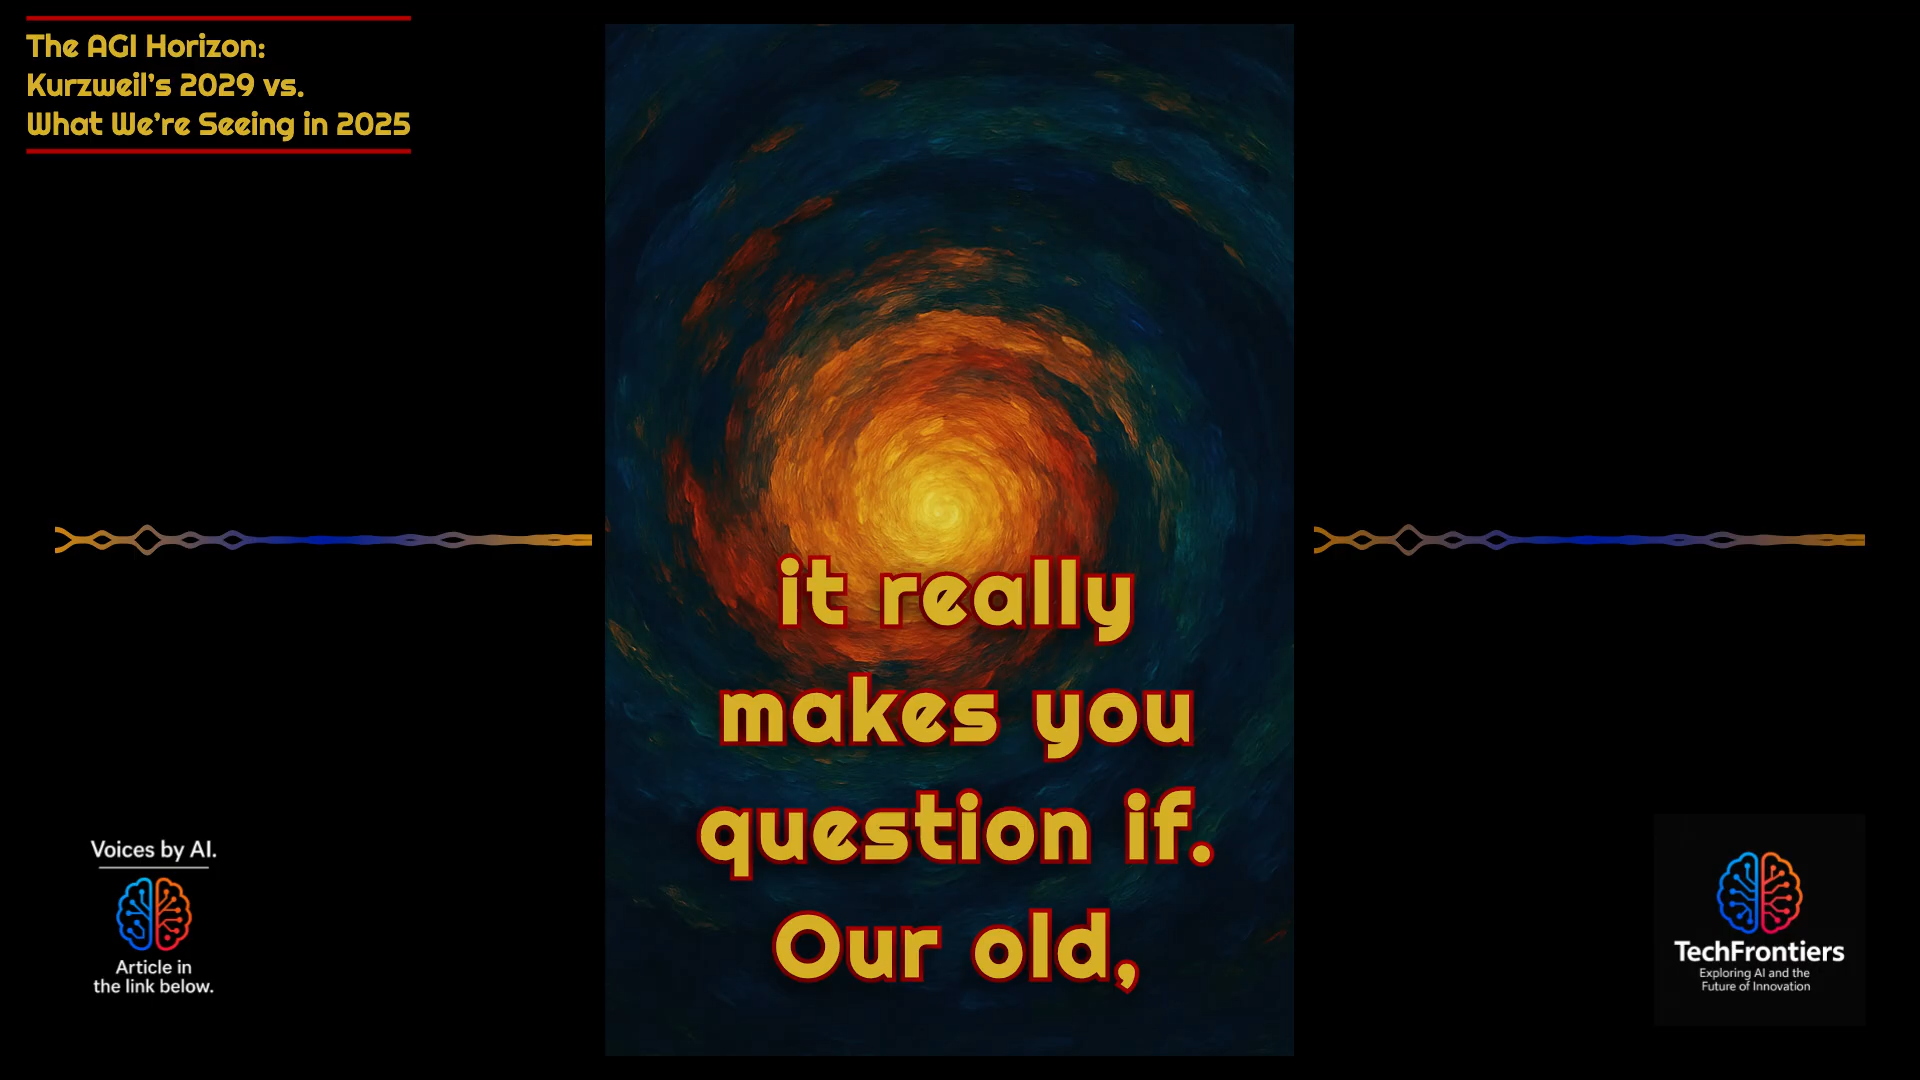 The AGI Horizon:
Kurzweil's 2029 vs.
What We're Seeing in 2025
it really
makes you
question if.
Our old,
Voices by AI.
Article in
the link below.
TechFrontiers
Exploring AI and the
Future of Innovation